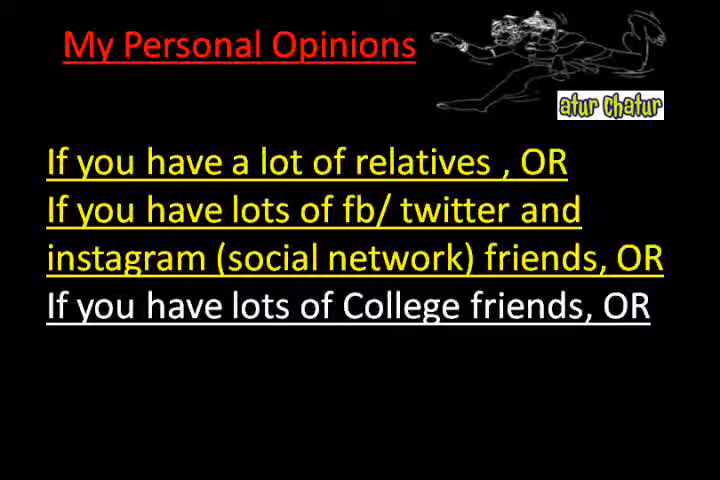 My Personal Opinions
atur chatur
If you have a lot of relatives , OR
If you have lots of fb/ twitter and
instagram (social network) friends, OR
If you have lots of College friends, OR